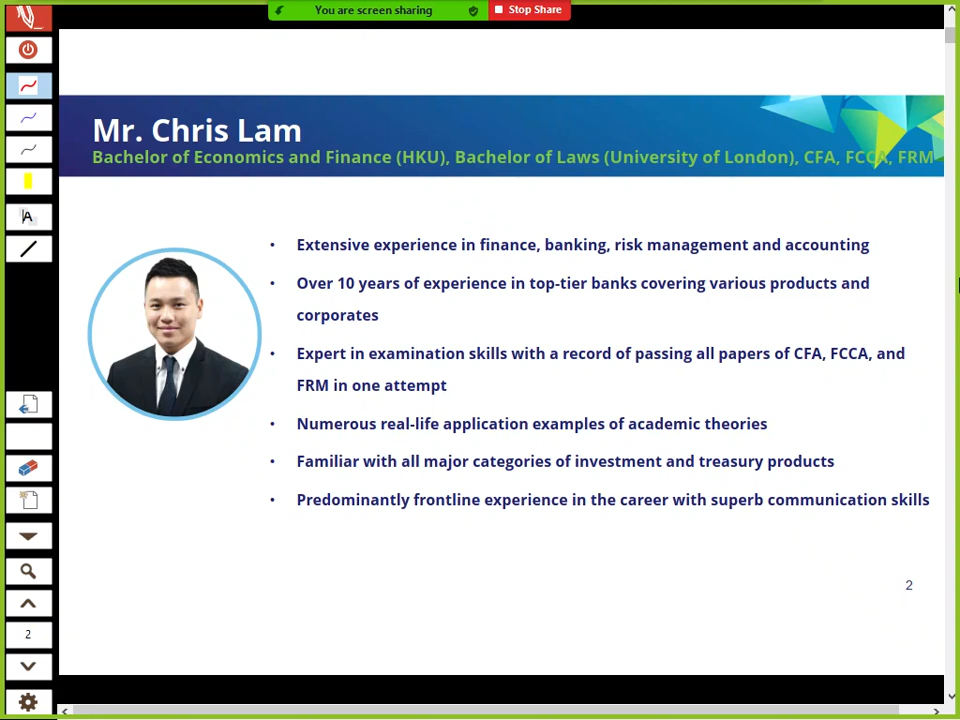 You are screen sharing
Stop Share
Mr. Chris Lam
Bachelor of Economics and Finance (HKU), Bachelor of Laws (University of London), CFA, FCCA, FRM
• Extensive experience in finance, banking, risk management and accounting
• Over 10 years of experience in top-tier banks covering various products and
corporates
• Expert in examination skills with a record of passing all papers of CFA, FCCA, and
FRM in one attempt
• Numerous real-life application examples of academic theories
• Familiar with all major categories of investment and treasury products
• Predominantly frontline experience in the career with superb communication skills
2
A
2